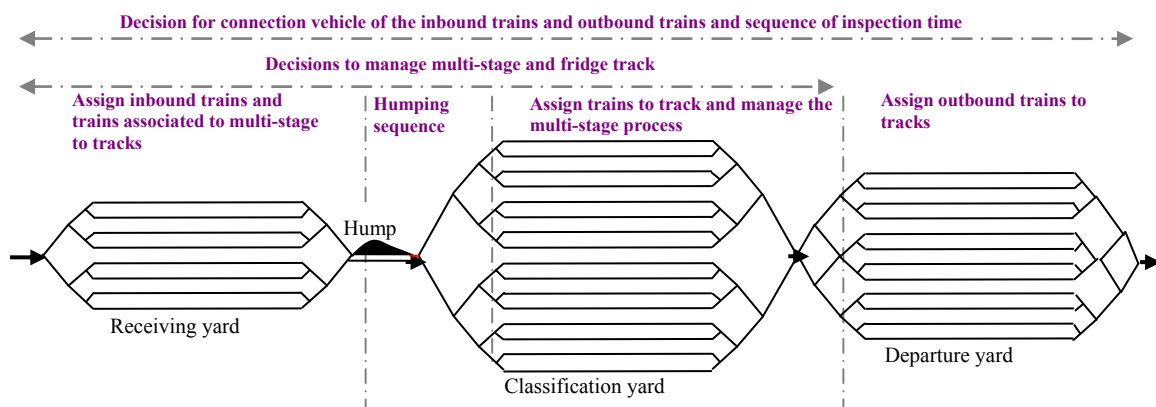 Decision for connection vehicle of the inbound trains and outbound trains and sequence of inspection time
Decisions to manage multi-stage and fridge track
Assign inbound trains and
trains associated to multi-stage
to tracks
Humping
sequence
Assign trains to track and manage the
multi-stage process
Assign outbound trains to
tracks
Hump
Receiving yard
Classification yard
Departure yard